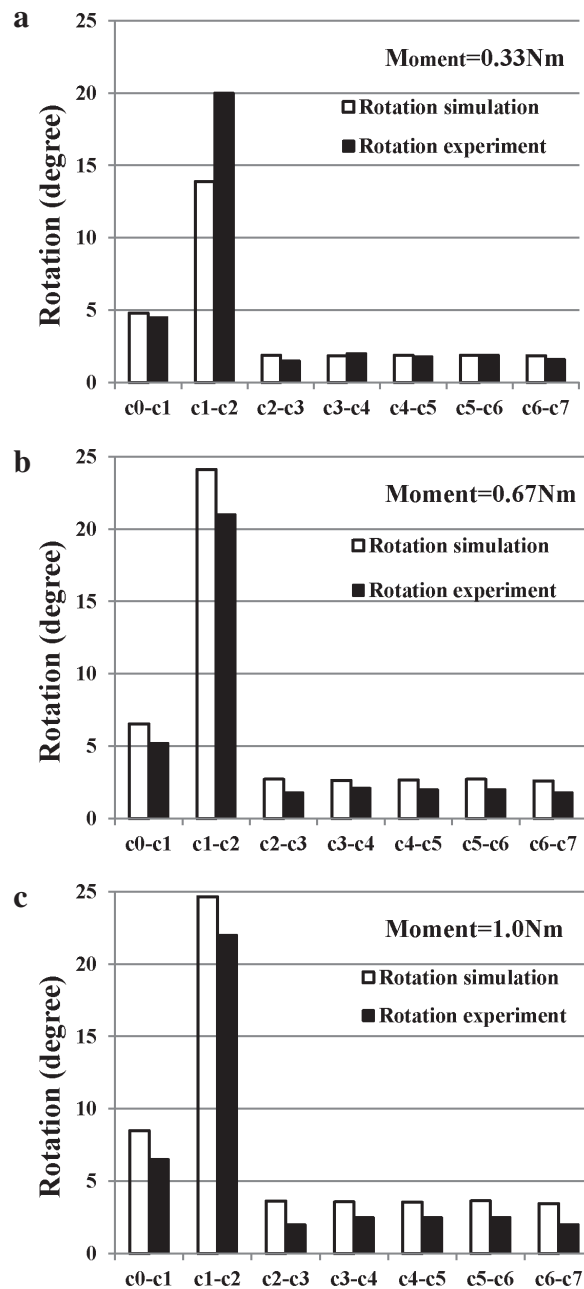 a
25
20
15
10
5
0
Rotation (degree)
Moment=0.33Nm
Rotation simulation
Rotation experiment
c0-c1 c1-c2 c2-c3 c3-c4 c4-c5 c5-c6 c6-c7
b
25
20
15
10
5
0
Rotation (degree)
Moment=0.67Nm
Rotation simulation
Rotation experiment
c0-c1 c1-c2 c2-c3 c3-c4 c4-c5 c5-c6 c6-c7
c
25
20
15
10
5
0
Rotation (degree)
Moment=1.0Nm
Rotation simulation
Rotation experiment
c0-c1 c1-c2 c2-c3 c3-c4 c4-c5 c5-c6 c6-c7